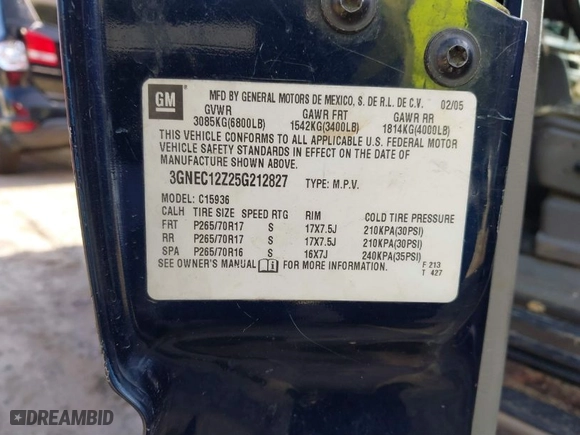 GM
MFD BY GENERAL MOTORS DE MEXICO, S. DE R.L. DE C.V. 02/05
GVWR GAWR FRT GAWR RR
3085KG(6800LB) 1542KG(3400LB) 1814KG(4000LB)
THIS VEHICLE CONFORMS TO ALL APPLICABLE U.S. FEDERAL MOTOR
VEHICLE SAFETY STANDARDS IN EFFECT ON THE DATE OF
MANUFACTURE SHOWN ABOVE.
3GNEC12Z25G212827 TYPE: M.P.V.
MODEL: C15936
CALH TIRE SIZE SPEED RTG RIM COLD TIRE PRESSURE
FRT P265/70R17 S 17X7.5J 210KPA(30PSI)
RR P265/70R17 S 17X7.5J 210KPA(30PSI)
SPA P265/70R16 S 16X7J 240KPA(35PSI)
SEE OWNER'S MANUAL FOR MORE INFORMATION. F 213
T 427
DREAMBID